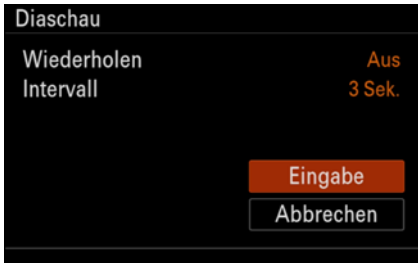 Diaschau
Wiederholen Aus
Intervall 3 Sek.
Eingabe
Abbrechen